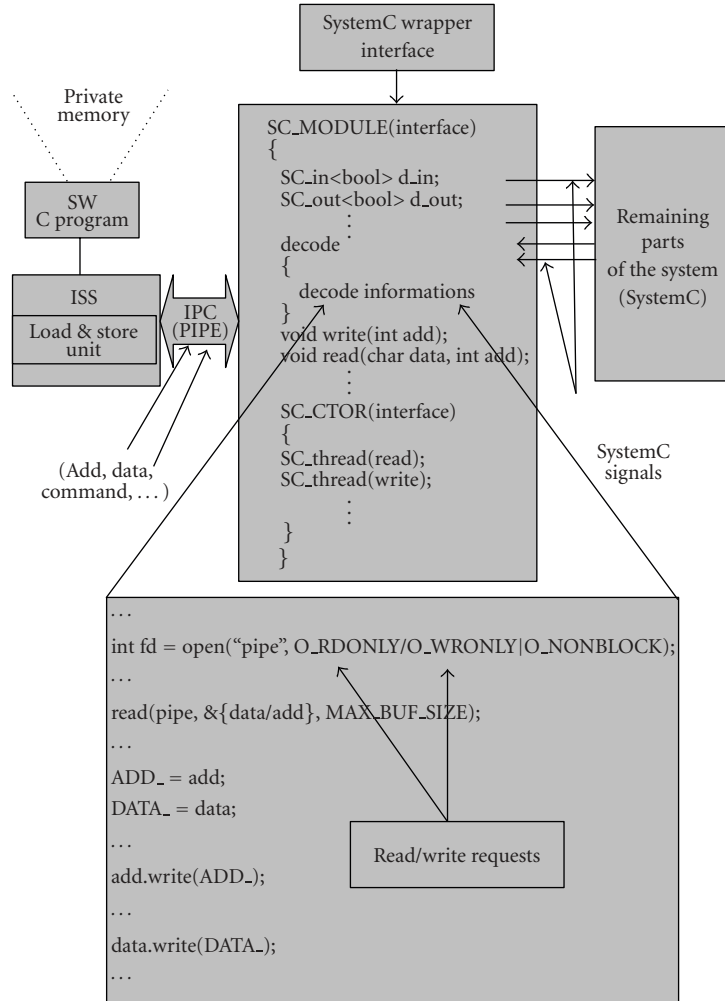 SystemC wrapper
interface
Private
memory
SW
C program
ISS
Load & store
unit
IPC
(PIPE)
(Add, data,
command, ...)
SC_MODULE(interface)
{
SC_in<bool> d_in;
SC_out<bool> d_out;
⋮
decode
{
decode informations
}
void write(int add);
void read(char data, int add);
⋮
SC_CTOR(interface)
{
SC_thread(read);
SC_thread(write);
⋮
}
}
Remaining
parts
of the system
(SystemC)
SystemC
signals
...
int fd = open(“pipe”, O_RDONLY/O_WRONLY|O_NONBLOCK);
...
read(pipe, &{data/add}, MAX_BUF_SIZE);
...
ADD_ = add;
DATA_ = data;
...
add.write(ADD_);
...
data.write(DATA_);
...
Read/write requests